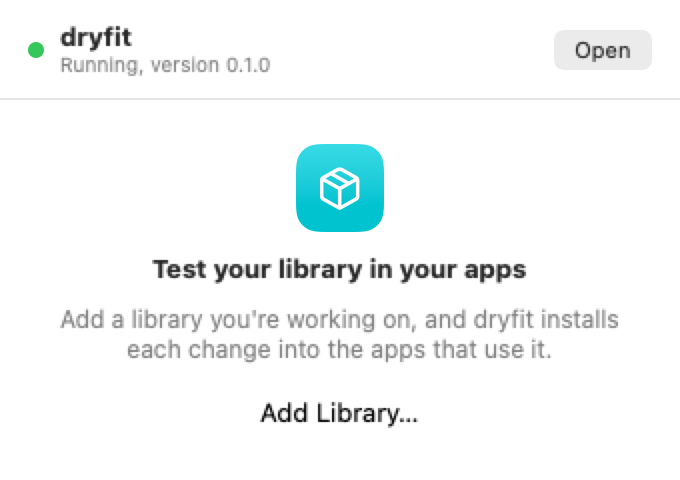 dryfit
Running, version 0.1.0
Open
Test your library in your apps
Add a library you're working on, and dryfit installs
each change into the apps that use it.
Add Library...